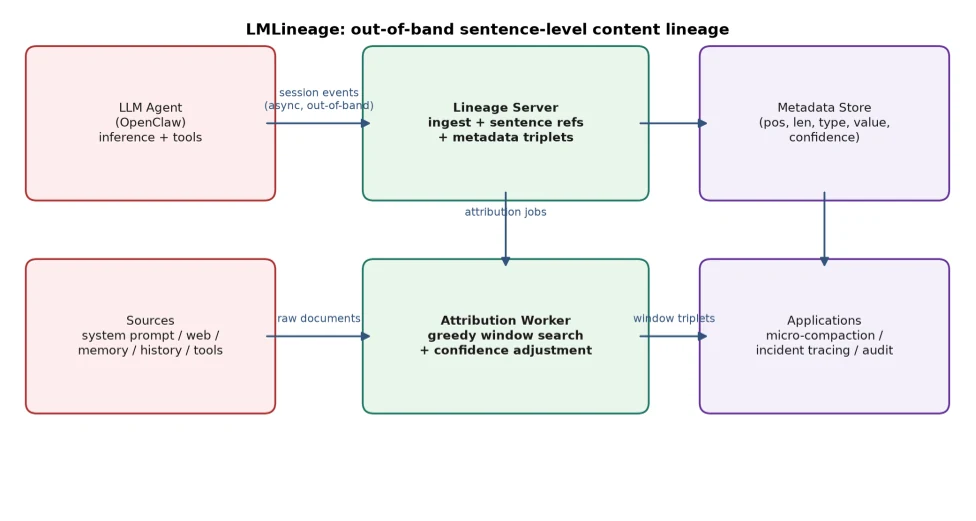 LMLineage: out-of-band sentence-level content lineage
LLM Agent
(OpenClaw)
inference + tools
session events
(async, out-of-band)
Lineage Server
ingest + sentence refs
+ metadata triplets
Metadata Store
(pos, len, type, value,
confidence)
attribution jobs
Sources
system prompt / web /
memory / history / tools
raw documents
Attribution Worker
greedy window search
+ confidence adjustment
window triplets
Applications
micro-compaction /
incident tracing / audit